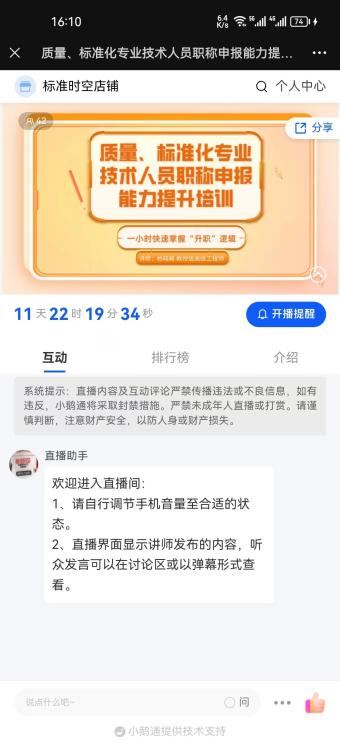 16:10
6.4
K/s
5G
4G
74
质量、标准化专业技术人员职称申报能力提...
标准时空店铺
个人中心
62
分享
质量、标准化专业
技术人员职称申报
能力提升培训
一小时快速掌握“升职”逻辑
11天22时19分34秒
开播提醒
互动
排行榜
介绍
系统提示：直播内容及互动评论严禁传播违法或不良信息，如有
违反，小鹅通将采取封禁措施。严禁未成年人直播或打赏。请谨
慎判断，注意财产安全，以防人身或财产损失。
直播助手
欢迎进入直播间：
1、请自行调节手机音量至合适的状
态。
2、直播界面显示讲师发布的内容，听
众发言可以在讨论区或以弹幕形式查
看。
说点什么吧~
问
小鹅通提供技术支持